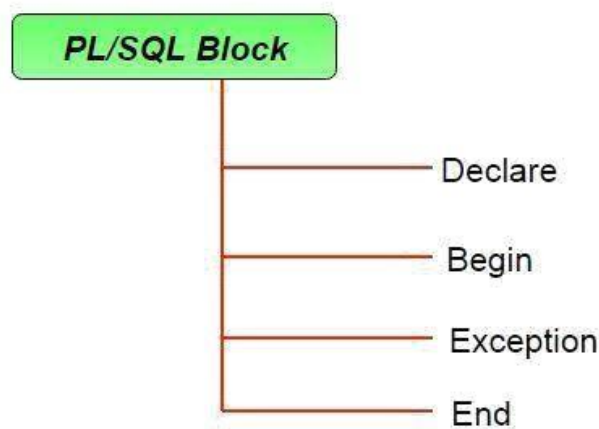 PL/SQL Block
Declare
Begin
Exception
End